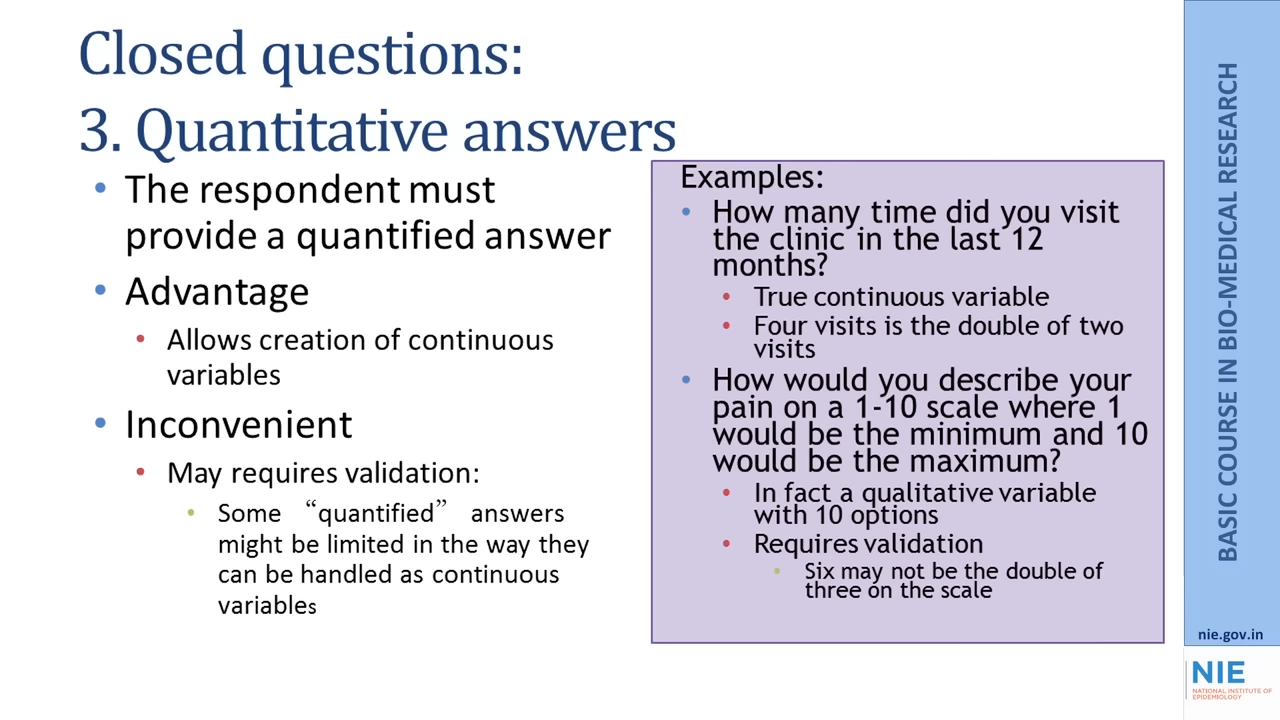 Closed questions:
3. Quantitative answers
• The respondent must
provide a quantified answer
• Advantage
• Allows creation of continuous
variables
• Inconvenient
• May requires validation:
• Some “quantified” answers
might be limited in the way they
can be handled as continuous
variables
Examples:
• How many time did you visit
the clinic in the last 12
months?
• True continuous variable
• Four visits is the double of two
visits
• How would you describe your
pain on a 1-10 scale where 1
would be the minimum and 10
would be the maximum?
• In fact a qualitative variable
with 10 options
• Requires validation
• Six may not be the double of
three on the scale
BASIC COURSE IN BIO-MEDICAL RESEARCH
nie.gov.in
NIE
NATIONAL INSTITUTE OF
EPIDEMIOLOGY